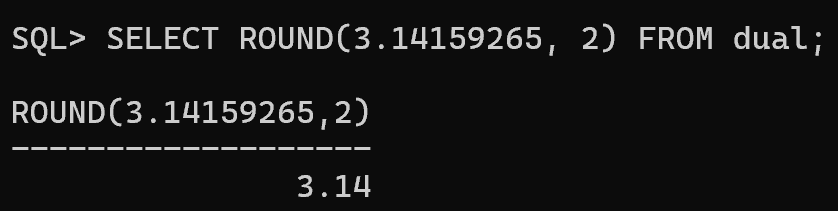 SQL> SELECT ROUND(3.14159265, 2) FROM dual;
ROUND(3.14159265,2)
-------------------
3.14